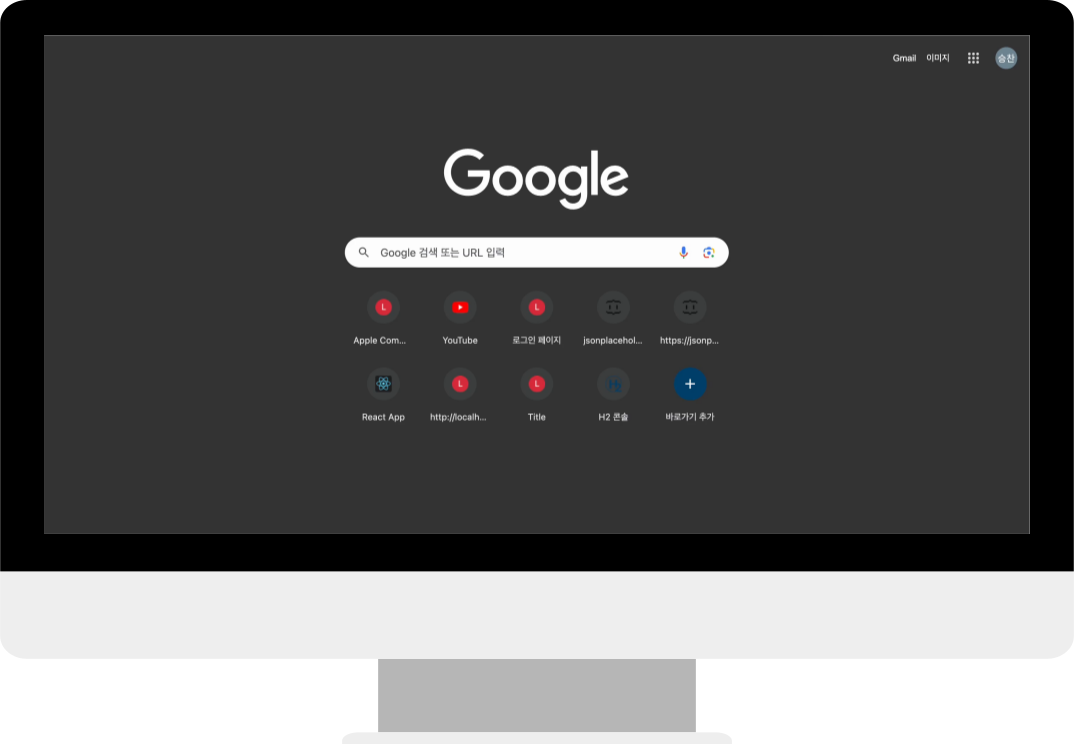 Gmail 이미지 승찬
Google
Google 검색 또는 URL 입력
L L
Apple Com... YouTube 로그인 페이지 jsonplacehol... https://jsonp...
L L H2
React App http://localh... Title H2 콘솔 바로가기 추가